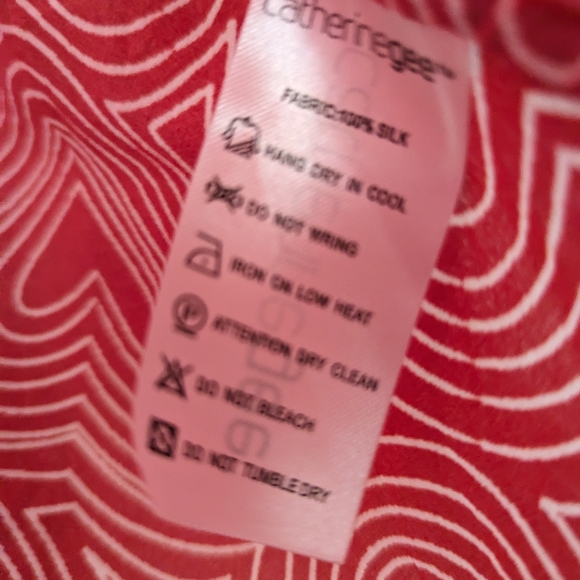 catherinegee™
FABRIC:100% SILK
HAND DRY IN COOL
DO NOT WRING
IRON ON LOW HEAT
ATTENTION DRY CLEAN
DO NOT BLEACH
DO NOT TUMBLE DRY